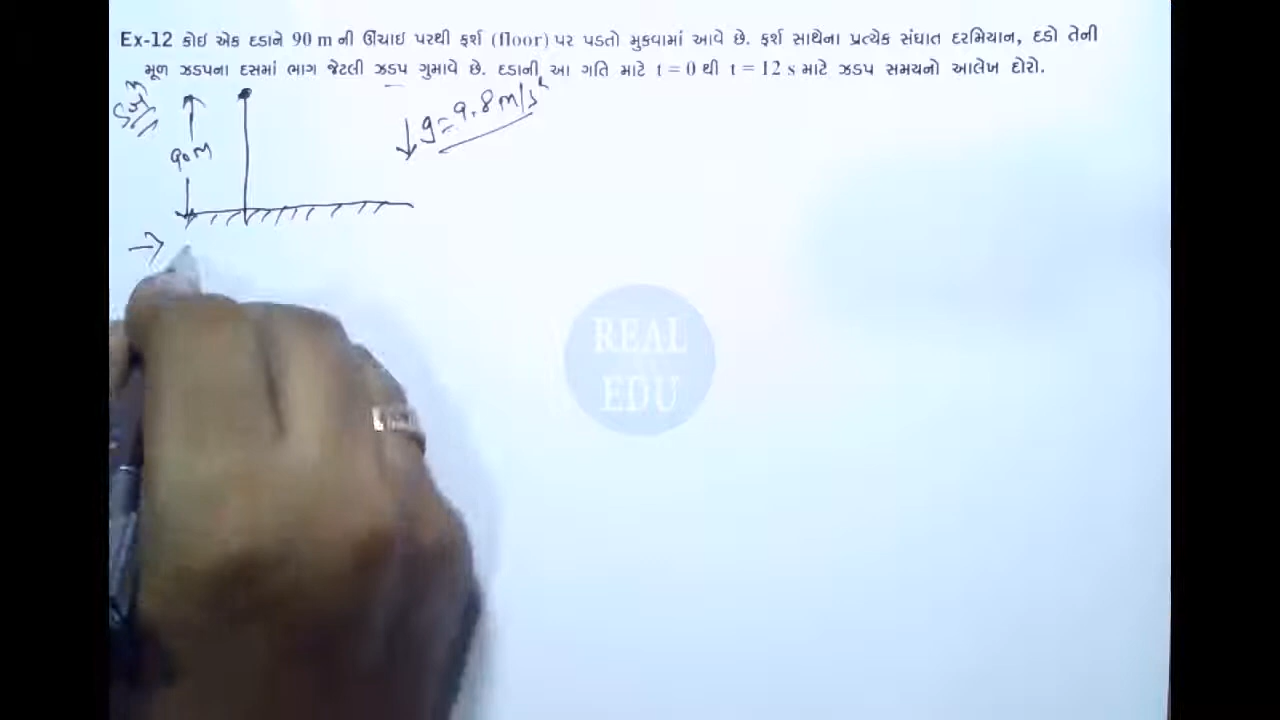 Ex-12 કોઈ એક દડાને 90 m ની ઊંચાઇ પરથી ફર્શ (floor) પર પડતો મુકવામાં આવે છે. ફર્શ સાથેના પ્રત્યેક સંઘાત દરમિયાન, દડો તેની
મૂળ ઝડપના દસમાં ભાગ જેટલી ઝડપ ગુમાવે છે. દડાની આ ગતિ માટે t = 0 થી t = 12 s માટે ઝડપ સમયનો આલેખ દોરો.
g = 9.8 m/s²
90 m
REAL
EDU